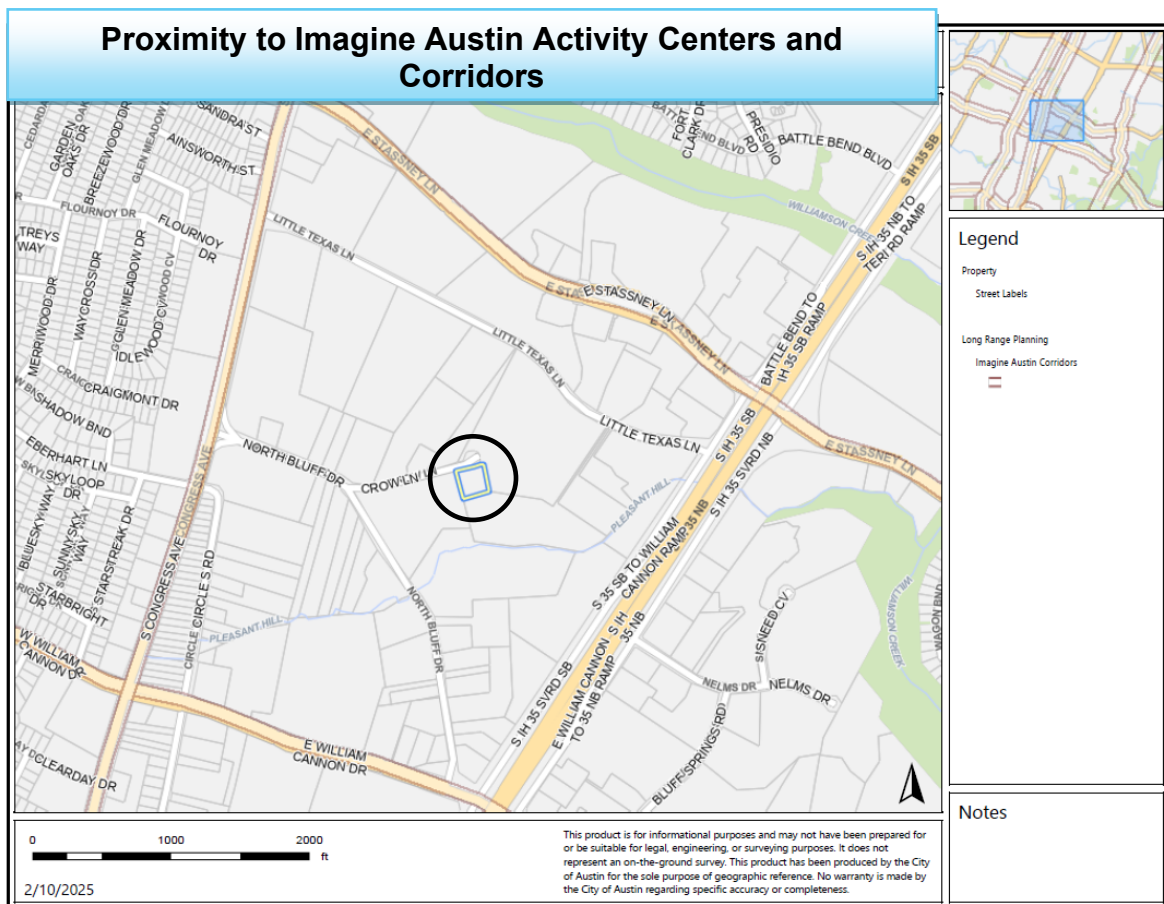 Proximity to Imagine Austin Activity Centers and
Corridors
SANDRA ST
AINSWORTH ST
GARDEN
OAKS DR
BREEZEWOOD DR
GLEN MEADOW DR
FLOURNOY DR
FLOURNOY
DR
TREYS
WAY
MERRIWOOD DR
WAYCROSS DR
GLEN MEADOW DR
IDLEWOOD CV
CRAIGMONT DR
SHADOW BND
EBERHART LN
SKYLOOP
DR
BLUESKY WAY
SUNNY SKY
WAY
STARSTREAK DR
STARBRIGHT
DR
W WILLIAM
CANNON DR
S CONGRESS AVE
CONGRESS AVE
CIRCLE S RD
CIRCLE S RD
PLEASANT HILL
E WILLIAM
CANNON DR
CLEARDAY DR
E STASSNEY LN
LITTLE TEXAS LN
E STASSNEY LN
LITTLE TEXAS LN
LITTLE TEXAS LN
NORTH BLUFF DR
CROW LN
NORTH BLUFF DR
PLEASANT HILL
FORT
CLARK DR
PRESIDIO
RD
BATTLE BEND BLVD
BATTLE BEND BLVD
WILLIAMSON CREEK
S IH 35 SB
S IH 35 NB TO
TERI RD RAMP
BATTLE BEND TO
IH 35 SB RAMP
S IH 35 SB
S IH 35 SVRD NB
E STASSNEY LN
S 35 SB TO WILLIAM
CANNON RAMP
35 NB
S IH 35 SVRD SB
E WILLIAM CANNON
TO 35 NB RAMP
S IH
35 NB
SISNEED CV
NELMS DR
NELMS DR
BLUFF SPRINGS RD
WILLIAMSON CREEK
WAGON BND
Legend
Property
Street Labels
Long Range Planning
Imagine Austin Corridors
Notes
0 1000 2000
ft
2/10/2025
This product is for informational purposes and may not have been prepared for
or be suitable for legal, engineering, or surveying purposes. It does not
represent an on-the-ground survey. This product has been produced by the City
of Austin for the sole purpose of geographic reference. No warranty is made by
the City of Austin regarding specific accuracy or completeness.